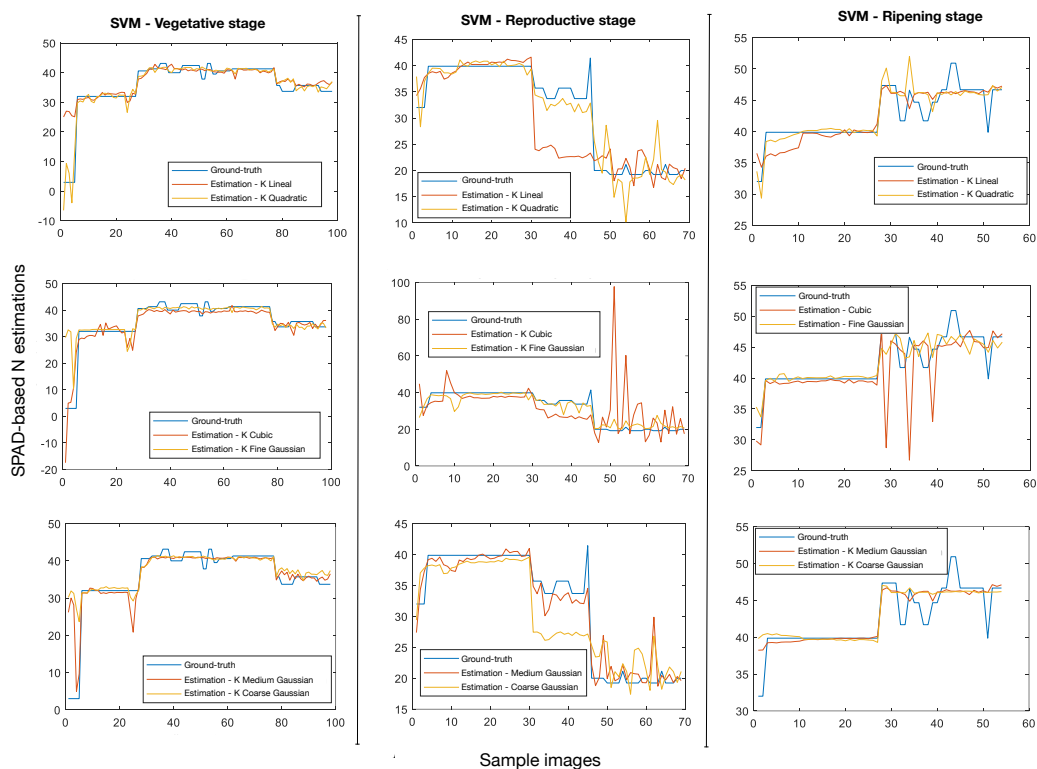 SVM - Vegetative stage
SVM - Reproductive stage
SVM - Ripening stage
50
40
30
20
10
0
-10
0 20 40 60 80 100
Ground-truth
Estimation - K Lineal
Estimation - K Quadratic
45
40
35
30
25
20
15
10
0 10 20 30 40 50 60 70
Ground-truth
Estimation - K Lineal
Estimation - K Quadratic
55
50
45
40
35
30
25
0 10 20 30 40 50 60
Ground-truth
Estimation - K Lineal
Estimation - K Quadratic
SPAD-based N estimations
50
40
30
20
10
0
-10
-20
0 20 40 60 80 100
Ground-truth
Estimation - K Cubic
Estimation - K Fine Gaussian
100
80
60
40
20
0
0 10 20 30 40 50 60 70
Ground-truth
Estimation - K Cubic
Estimation - K Fine Gaussian
55
50
45
40
35
30
25
0 10 20 30 40 50 60
Ground-truth
Estimation - Cubic
Estimation - Fine Gaussian
50
40
30
20
10
0
0 20 40 60 80 100
Ground-truth
Estimation - K Medium Gaussian
Estimation - K Coarse Gaussian
45
40
35
30
25
20
15
0 10 20 30 40 50 60 70
Ground-truth
Estimation - Medium Gaussian
Estimation - Coarse Gaussian
55
50
45
40
35
30
0 10 20 30 40 50 60
Ground-truth
Estimation - K Medium Gaussian
Estimation - K Coarse Gaussian
Sample images